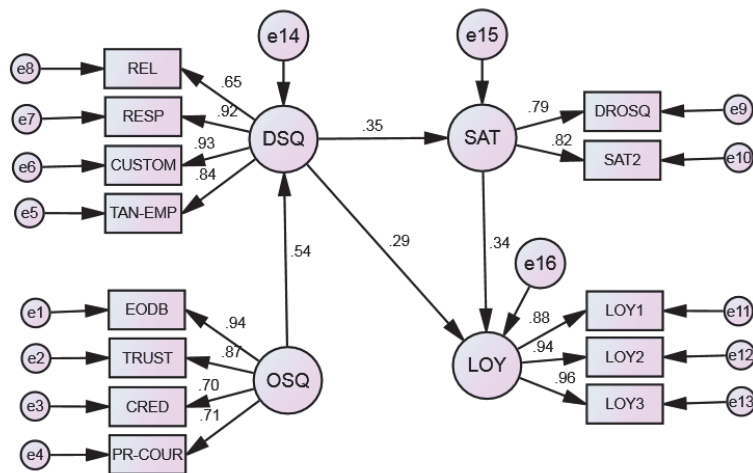 e14
e15
e8
REL
.65
e7
RESP
.92
DSQ
.35
SAT
.79
DROSQ
e9
e6
CUSTOM
.93
.82
SAT2
e10
e5
TAN-EMP
.84
.54
.29
.34
e16
e1
EODB
.94
.88
LOY1
e11
e2
TRUST
.87
OSQ
LOY
.94
LOY2
e12
e3
CRED
.70
.96
LOY3
e13
e4
PR-COUR
.71